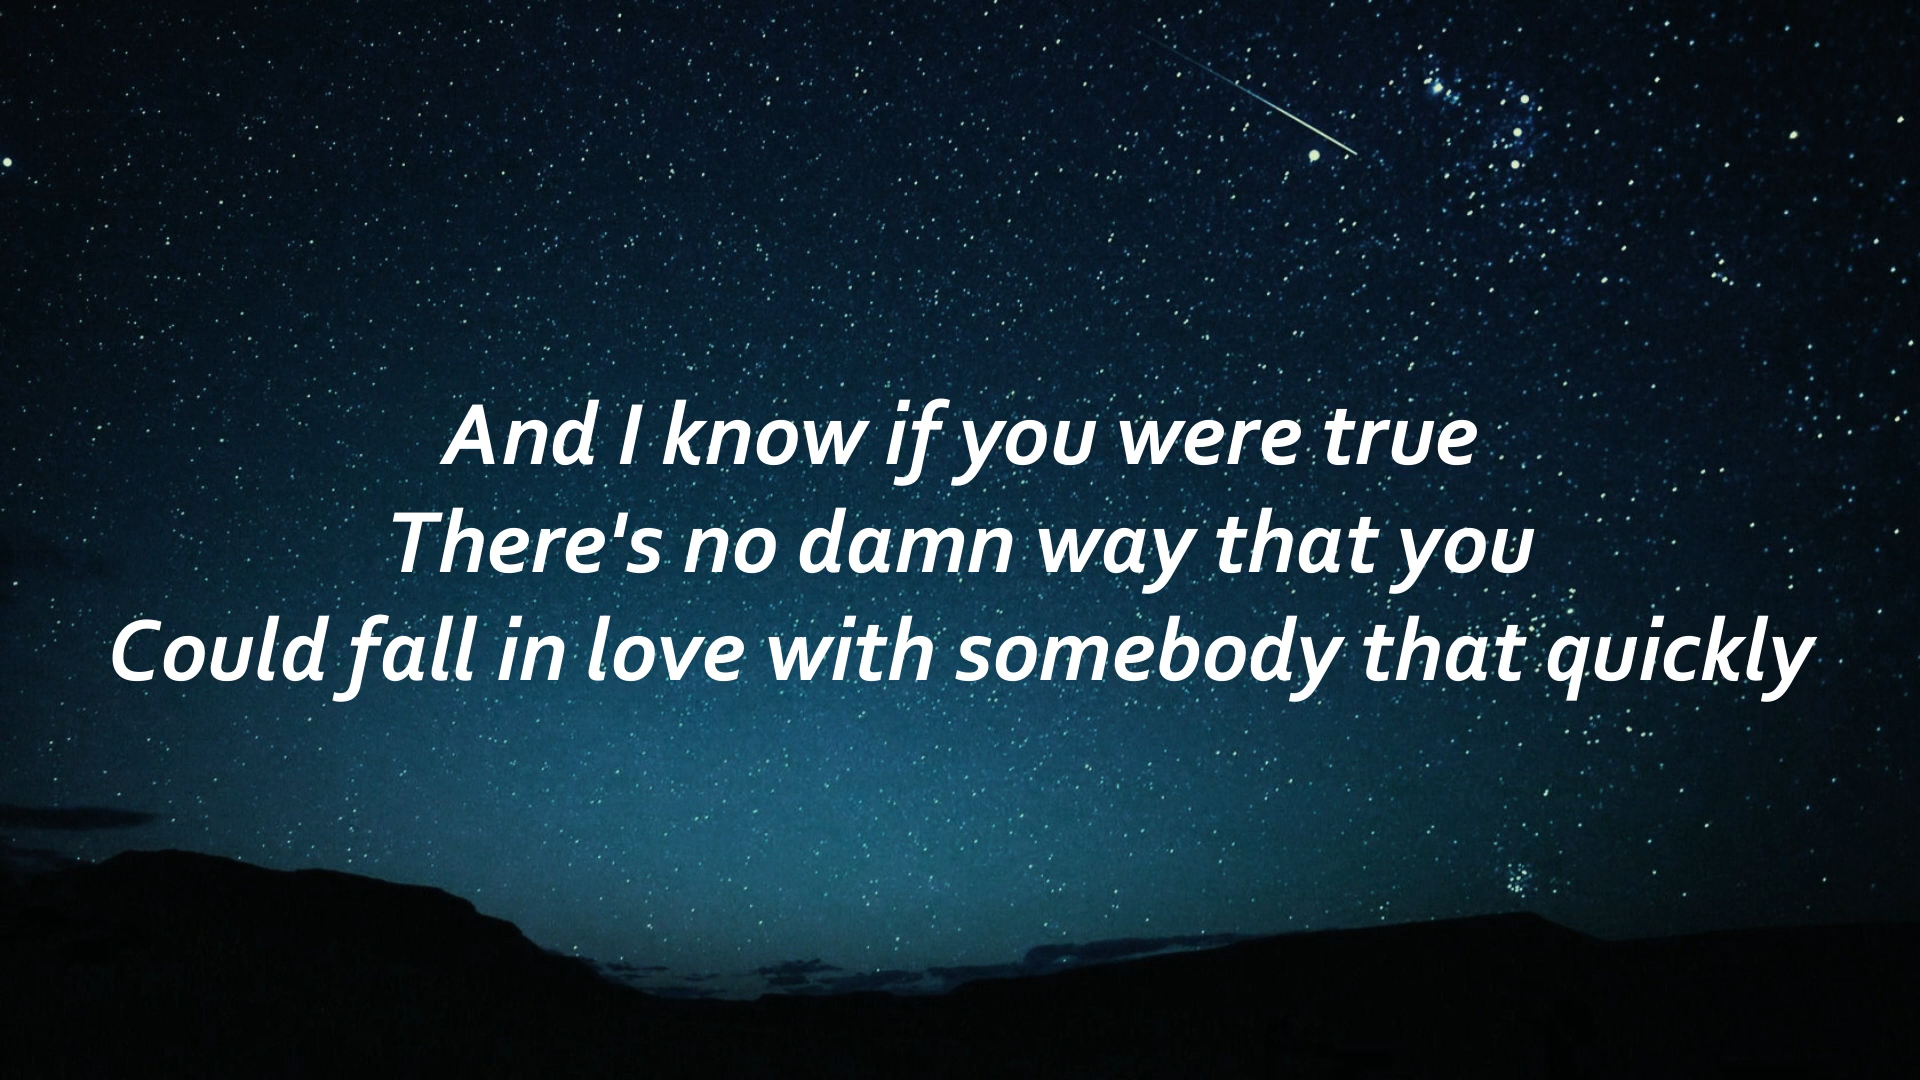 And I know if you were true
There's no damn way that you
Could fall in love with somebody that quickly